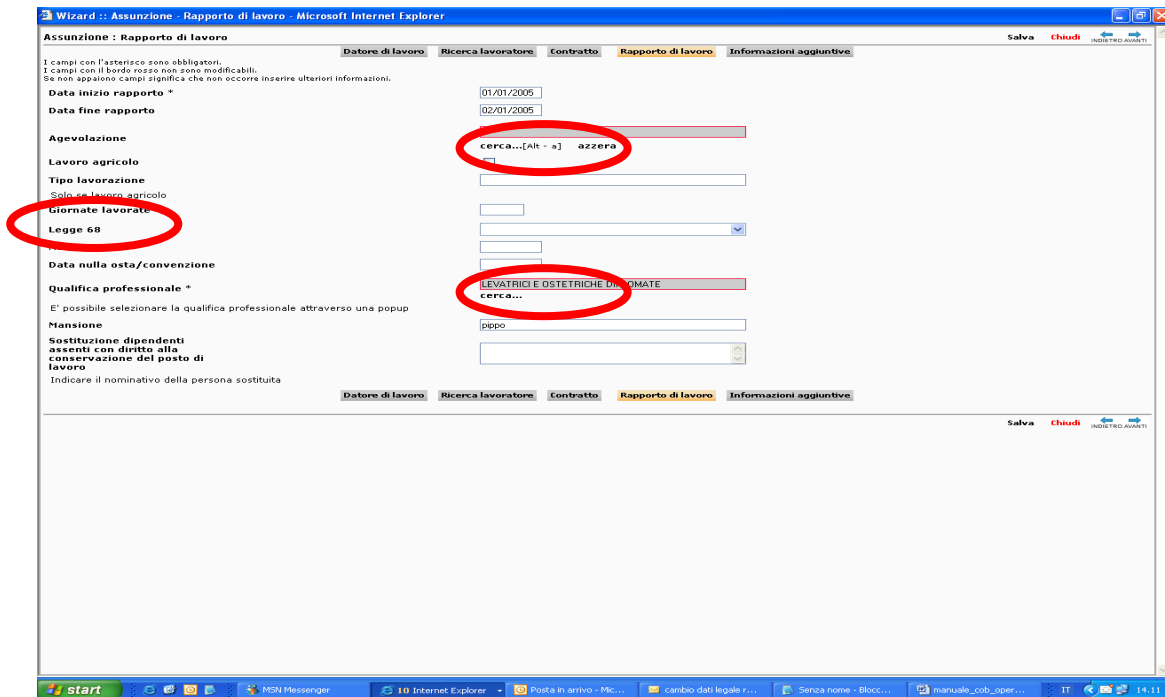 Wizard :: Assunzione - Rapporto di lavoro - Microsoft Internet Explorer
Assunzione : Rapporto di lavoro Salva Chiudi INDIETRO AVANTI
Datore di lavoro Ricerca lavoratore Contratto Rapporto di lavoro Informazioni aggiuntive
I campi con l'asterisco sono obbligatori.
I campi con il bordo rosso non sono modificabili.
Se non appaiono campi significa che non occorre inserire ulteriori informazioni.
Data inizio rapporto * 01/01/2005
Data fine rapporto 02/01/2005
Agevolazione
cerca...[Alt - a] azzera
Lavoro agricolo
Tipo lavorazione
Solo se lavoro agricolo
Giornate lavorate
Legge 68
Data nulla osta/convenzione
Qualifica professionale * LEVATRICI E OSTETRICHE DIPLOMATE
cerca...
E' possibile selezionare la qualifica professionale attraverso una popup
Mansione pippo
Sostituzione dipendenti
assenti con diritto alla
conservazione del posto di
lavoro
Indicare il nominativo della persona sostituita
Datore di lavoro Ricerca lavoratore Contratto Rapporto di lavoro Informazioni aggiuntive
Salva Chiudi INDIETRO AVANTI
start MSN Messenger 10 Internet Explorer Posta in arrivo - Mic... cambio dati legale r... Senza nome - Blocc... manuale_cob_oper... IT 14.11